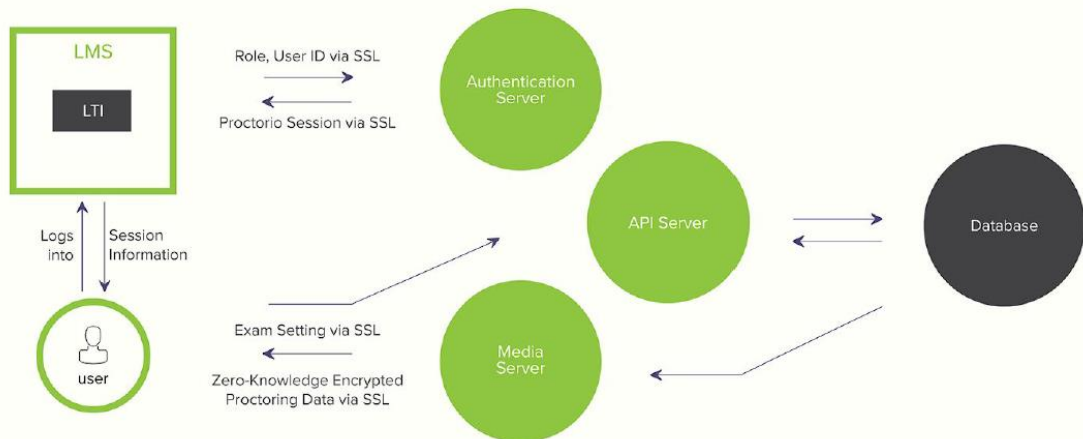 LMS
LTI
Role, User ID via SSL
Proctorio Session via SSL
Authentication
Server
API Server
Database
Logs
into
Session
Information
user
Exam Setting via SSL
Zero-Knowledge Encrypted
Proctoring Data via SSL
Media
Server